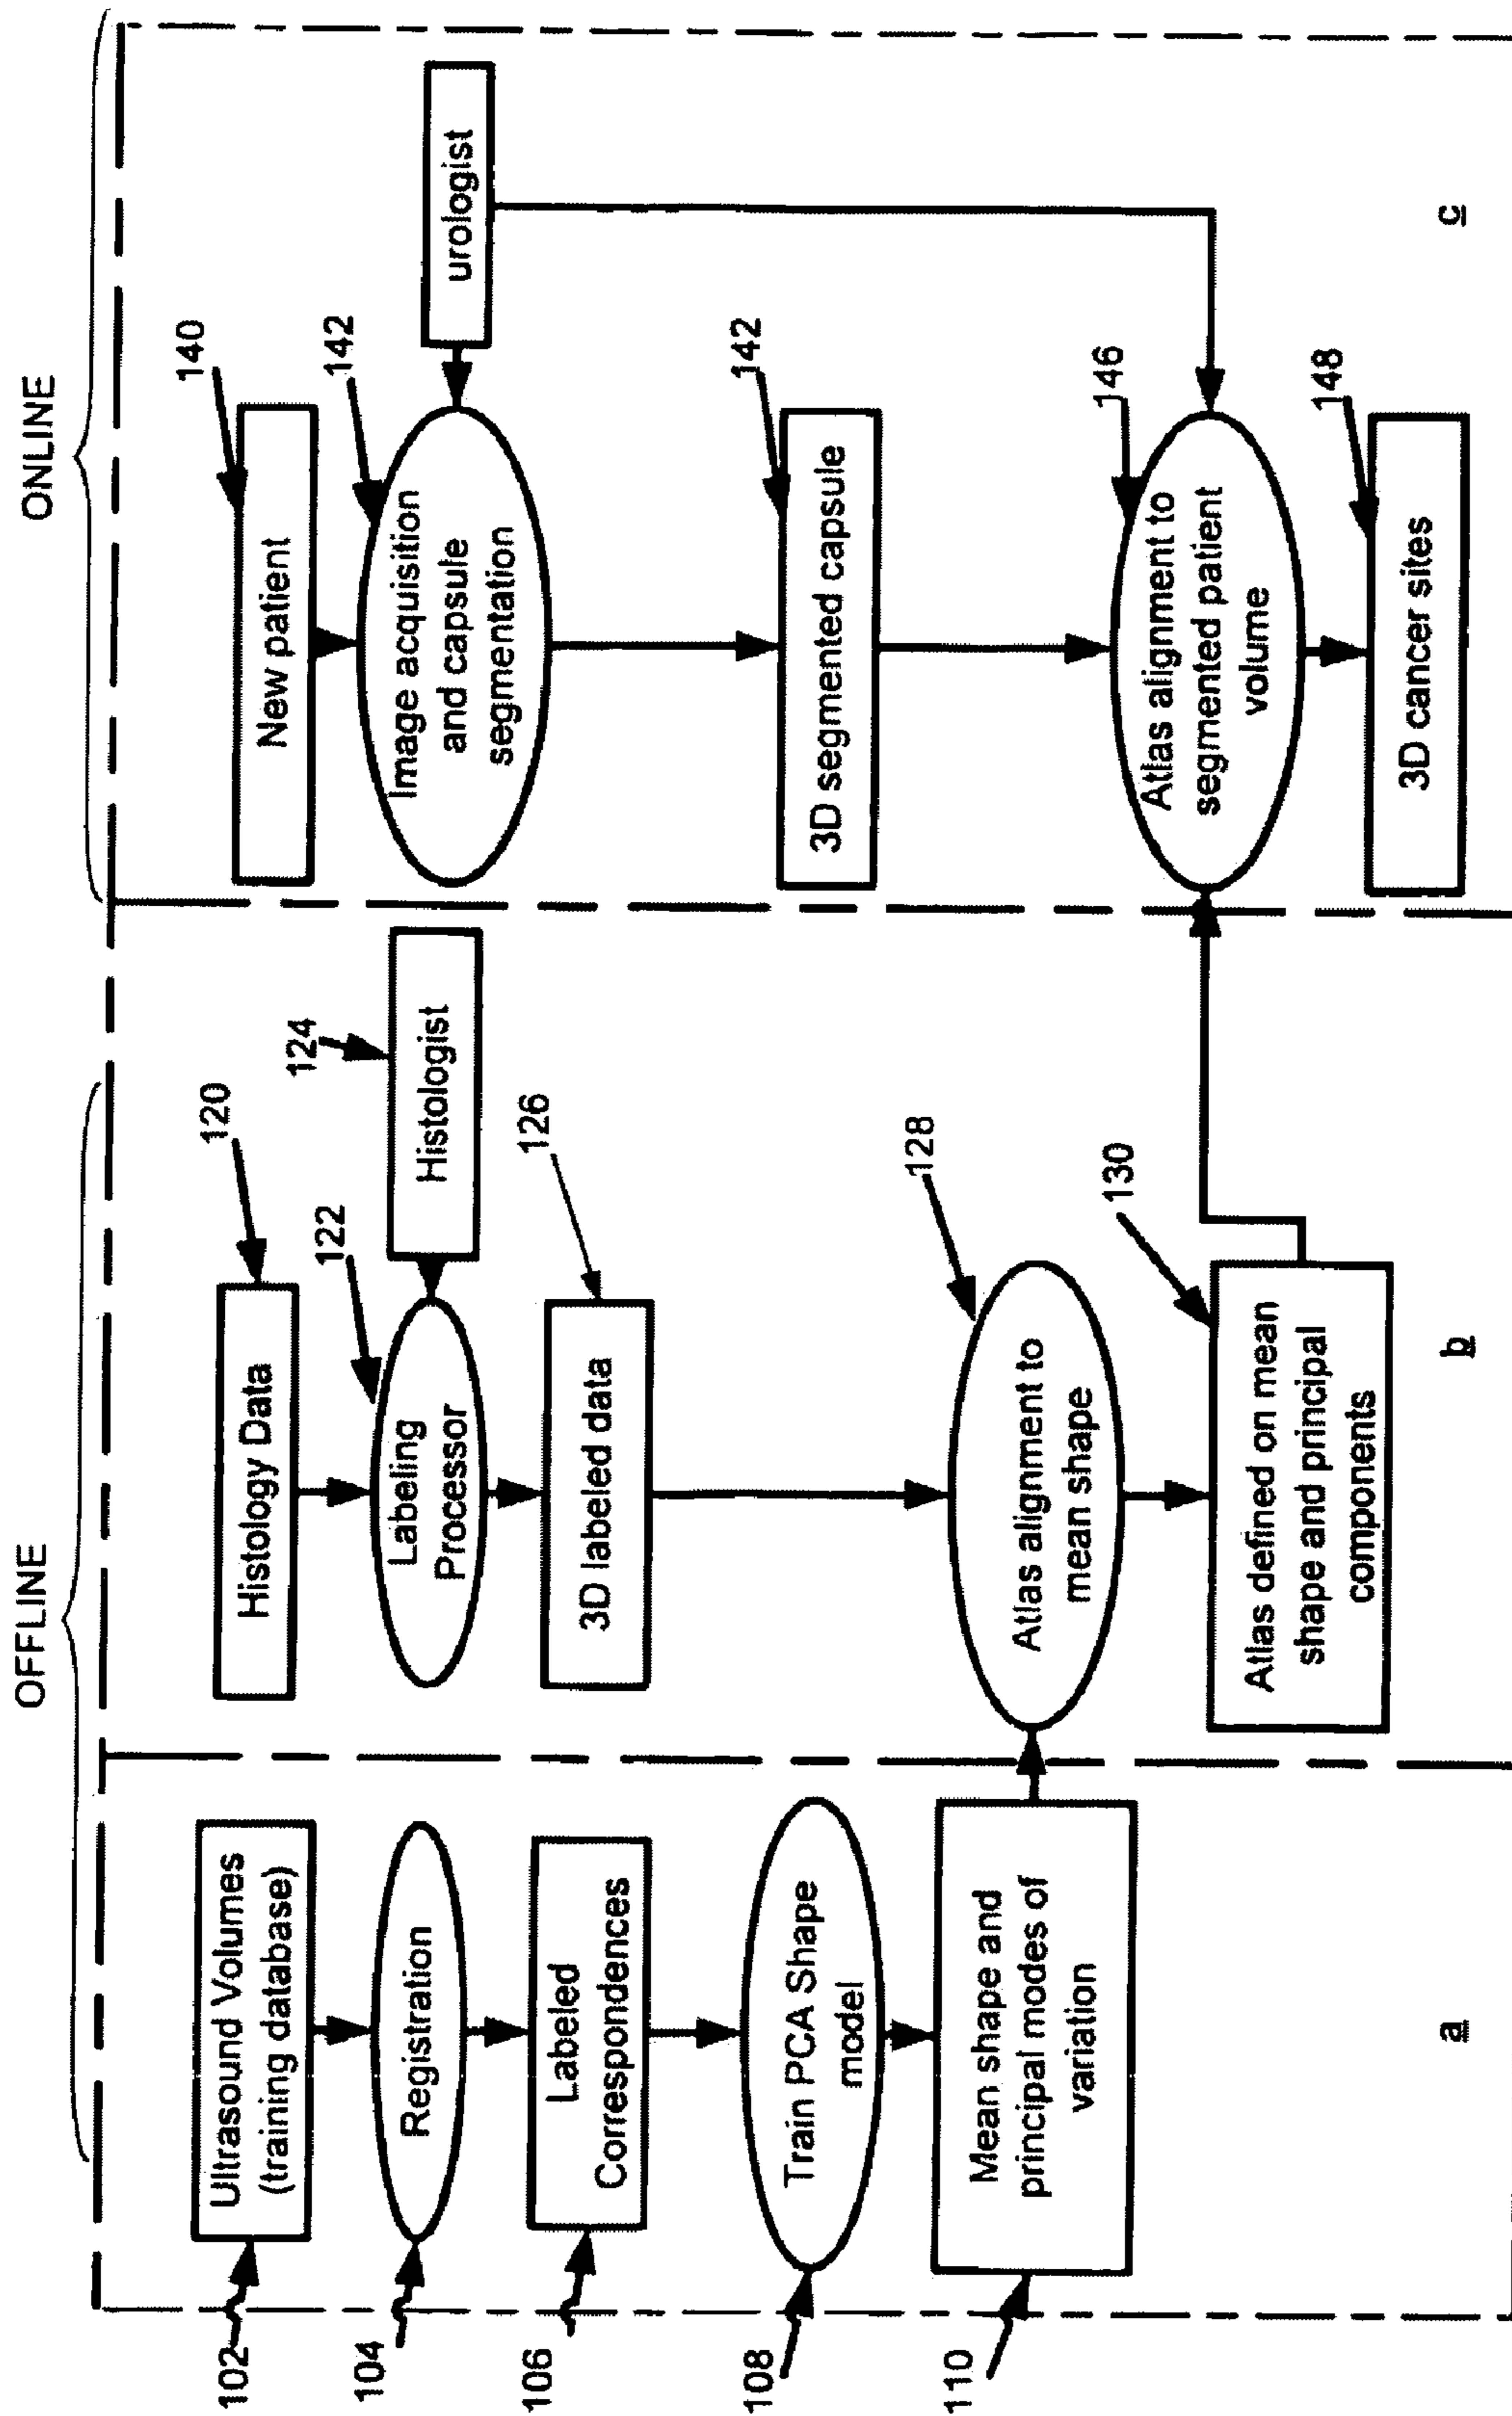 OFFLINE
ONLINE
102
Ultrasound Volumes
(training database)
104
Registration
106
Labeled
Correspondences
108
Train PCA Shape
model
110
Mean shape and
principal modes of
variation
a
120
Histology Data
122
Labeling
Processor
124
Histologist
126
3D labeled data
128
Atlas alignment to
mean shape
130
Atlas defined on mean
shape and principal
components
b
140
New patient
142
Image acquisition
and capsule
segmentation
urologist
142
3D segmented capsule
146
Atlas alignment to
segmented patient
volume
148
3D cancer sites
c